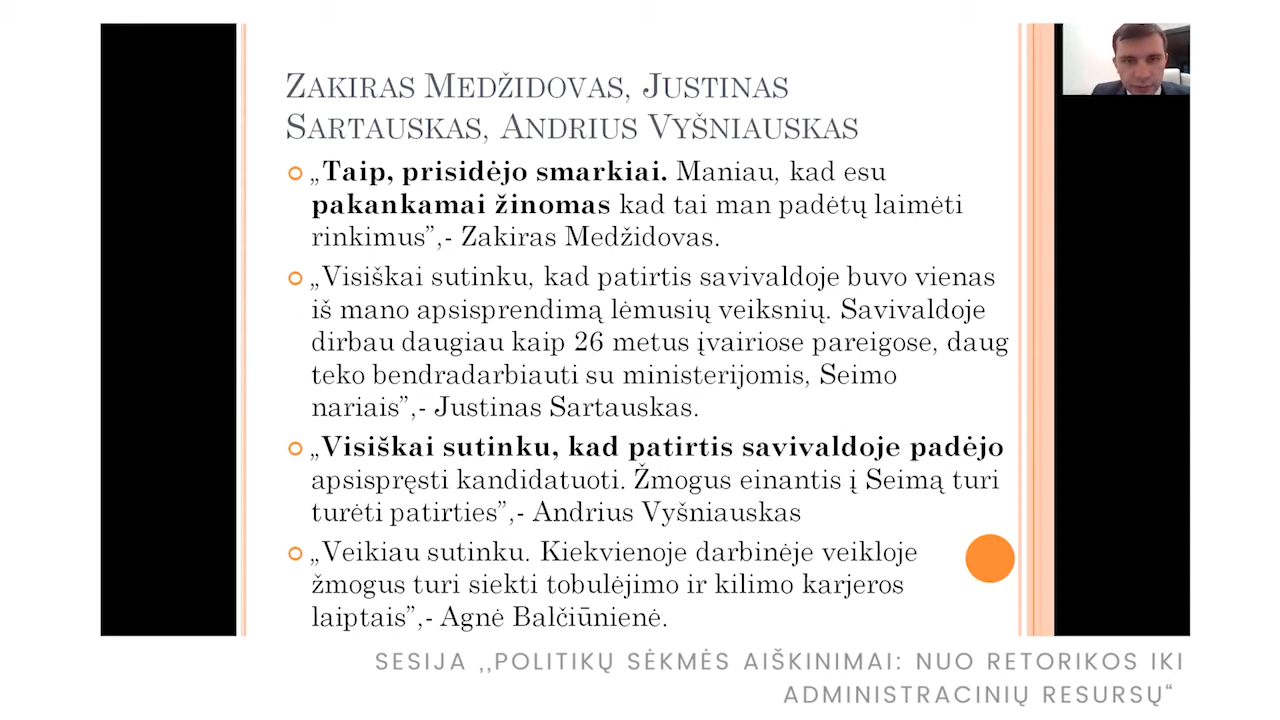 Zakiras Medžidovas, Justinas
Sartauskas, Andrius Vyšniauskas
„Taip, prisidėjo smarkiai. Maniau, kad esu
pakankamai žinomas kad tai man padėtų laimėti
rinkimus”,- Zakiras Medžidovas.
„Visiškai sutinku, kad patirtis savivaldoje buvo vienas
iš mano apsisprendimą lėmusių veiksnių. Savivaldoje
dirbau daugiau kaip 26 metus įvairiose pareigose, daug
teko bendradarbiauti su ministerijomis, Seimo
nariais”,- Justinas Sartauskas.
„Visiškai sutinku, kad patirtis savivaldoje padėjo
apsispręsti kandidatuoti. Žmogus einantis į Seimą turi
turėti patirties”,- Andrius Vyšniauskas
„Veikiau sutinku. Kiekvienoje darbinėje veikloje
žmogus turi siekti tobulėjimo ir kilimo karjeros
laiptais”,- Agnė Balčiūnienė.
SESIJA ,,POLITIKŲ SĖKMĖS AIŠKINIMAI: NUO RETORIKOS IKI
ADMINISTRACINIŲ RESURSŲ“